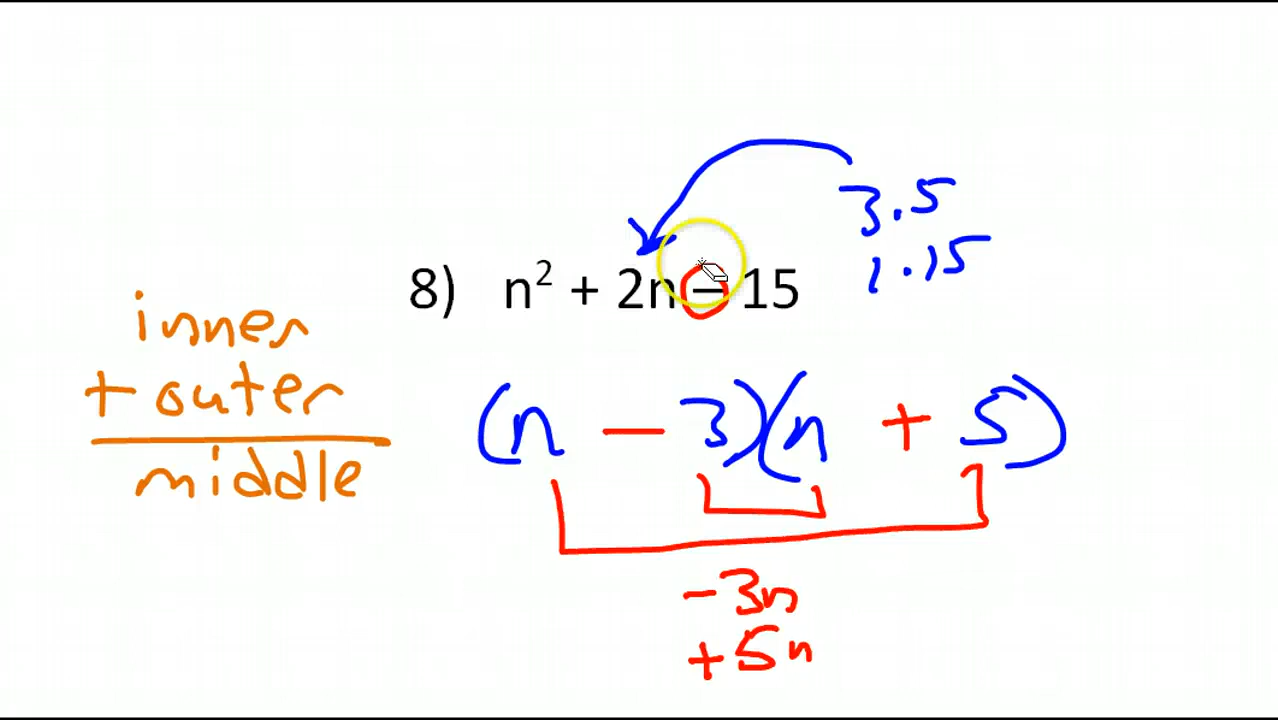 3.5
1.15
8) n² + 2n – 15
inner
+ outer
middle
(n − 3)(n + 5)
−3n
+5n